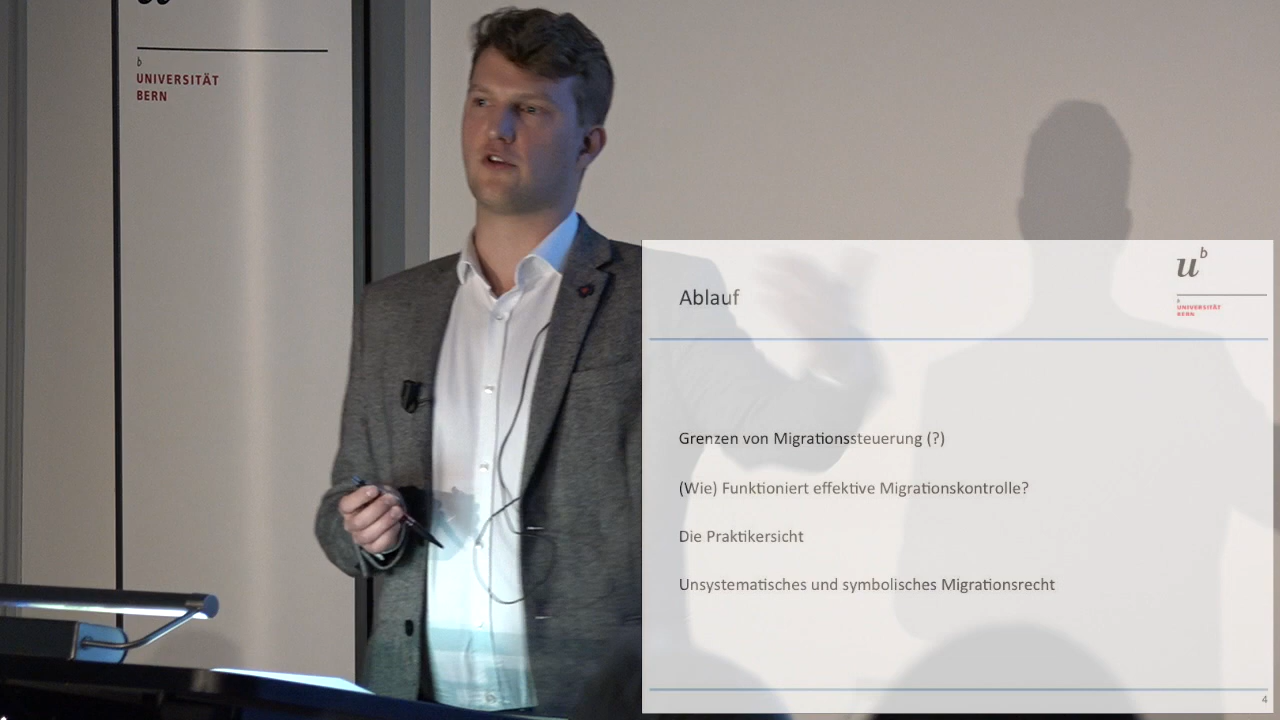 b
UNIVERSITÄT
BERN
Ablauf
u b
b
UNIVERSITÄT
BERN
Grenzen von Migrationssteuerung (?)
(Wie) Funktioniert effektive Migrationskontrolle?
Die Praktikersicht
Unsystematisches und symbolisches Migrationsrecht
4